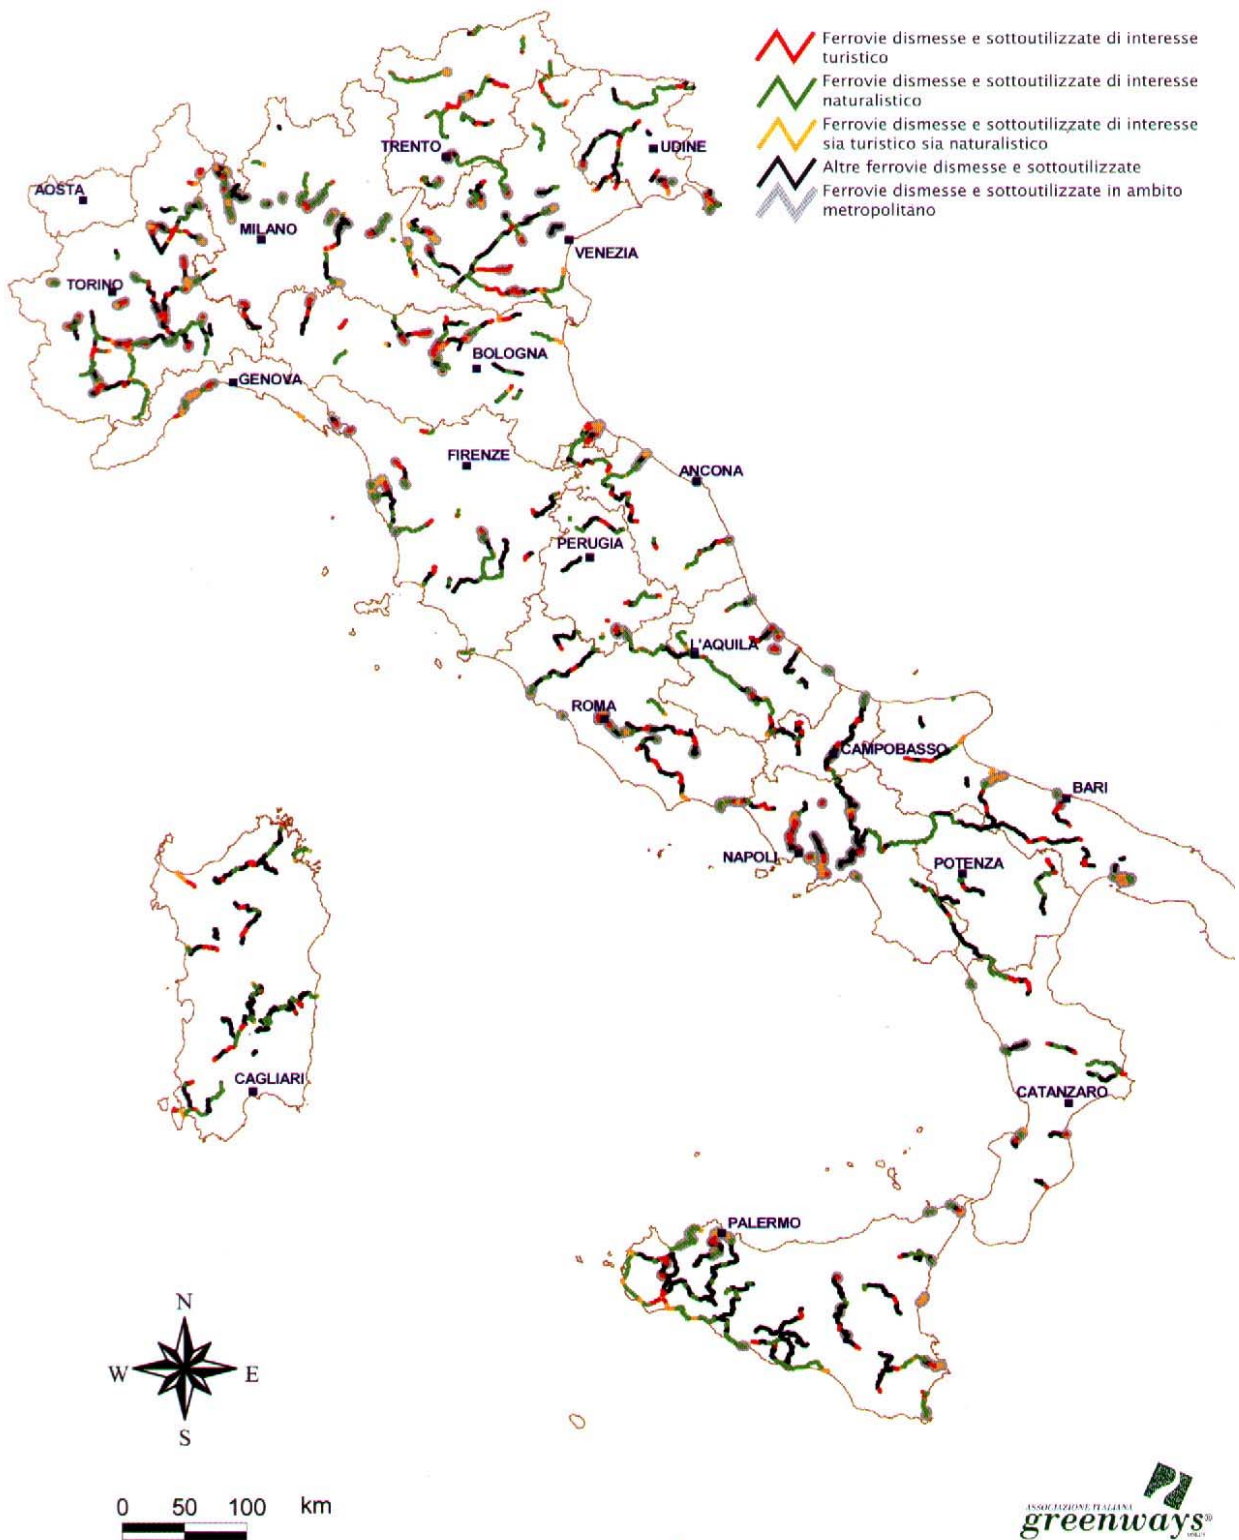 Ferrovie dismesse e sottoutilizzate di interesse
turistico
Ferrovie dismesse e sottoutilizzate di interesse
naturalistico
Ferrovie dismesse e sottoutilizzate di interesse
sia turistico sia naturalistico
Altre ferrovie dismesse e sottoutilizzate
Ferrovie dismesse e sottoutilizzate in ambito
metropolitano
TRENTO
UDINE
AOSTA
MILANO
VENEZIA
TORINO
BOLOGNA
GENOVA
FIRENZE
ANCONA
PERUGIA
L'AQUILA
ROMA
CAMPOBASSO
BARI
NAPOLI
POTENZA
CAGLIARI
CATANZARO
PALERMO
N
W E
S
0 50 100 km
ASSOCIAZIONE ITALIANA
greenways®